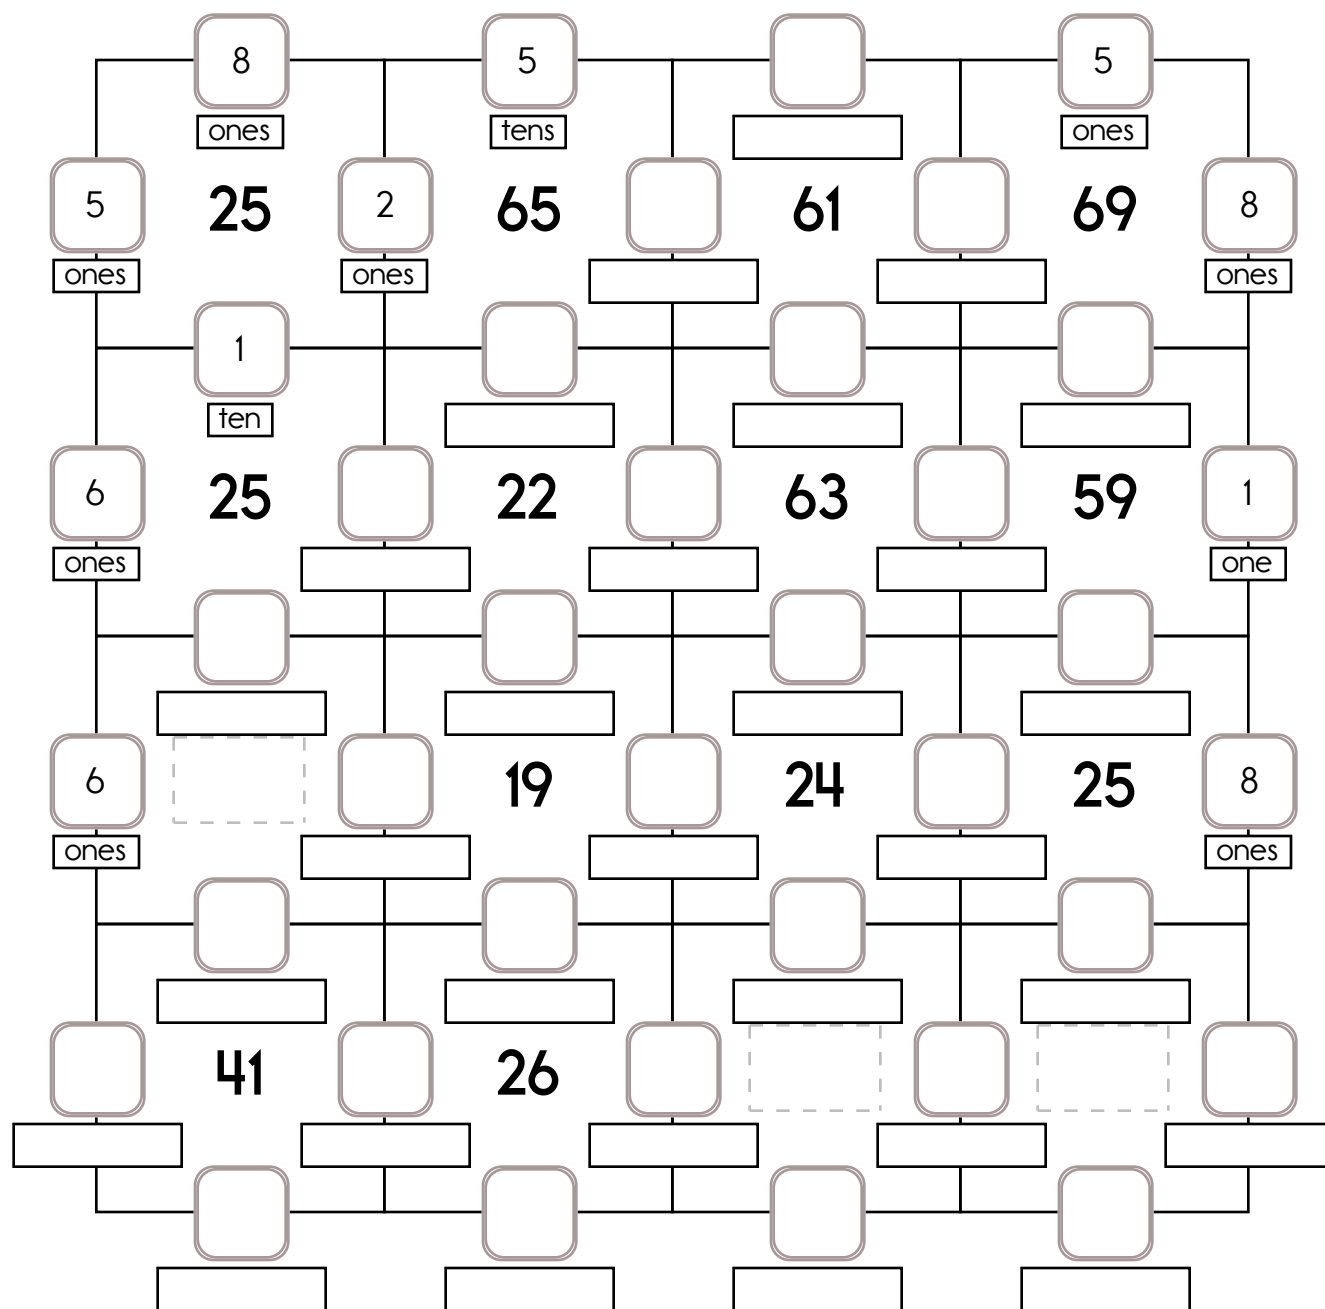 8 5 5
ones tens ones
5 25 2 65 61 69 8
ones ones ones
1
ten
6 25 22 63 59 1
ones one
6 19 24 25 8
ones ones
41 26